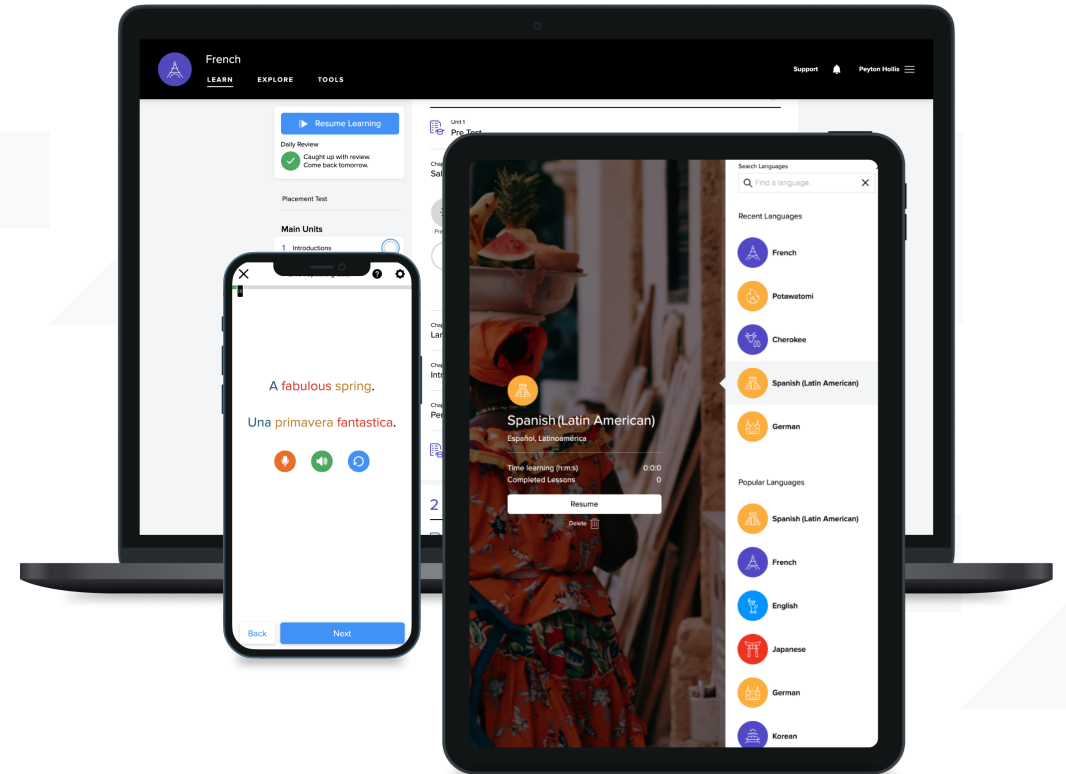 French
LEARN EXPLORE TOOLS
Support
Peyton Hollis
Resume Learning
Daily Review
Caught up with review.
Come back tomorrow.
Placement Test
Main Units
1 Introductions
Unit 1
Pre Test
2
A fabulous spring.
Una primavera fantastica.
Back
Next
Spanish (Latin American)
Español, Latinoamérica
Time learning (h:m:s) 0:0:0
Completed Lessons 0
Resume
Delete
Search Languages
Find a language.
Recent Languages
French
Potawatomi
Cherokee
Spanish (Latin American)
German
Popular Languages
Spanish (Latin American)
French
English
Japanese
German
Korean